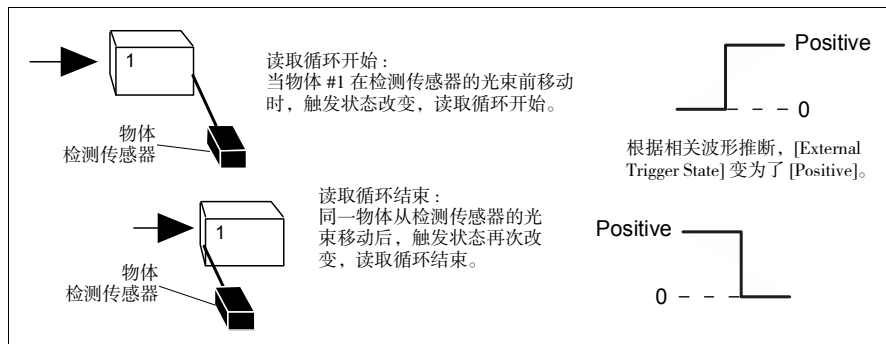 1
读取循环开始：
当物体 #1 在检测传感器的光束前移动
时，触发状态改变，读取循环开始。
物体
检测传感器
Positive
0
根据相关波形推断，[External
Trigger State] 变为了 [Positive]。
1
读取循环结束：
同一物体从检测传感器的光
束移动后，触发状态再次改
变，读取循环结束。
物体
检测传感器
Positive
0